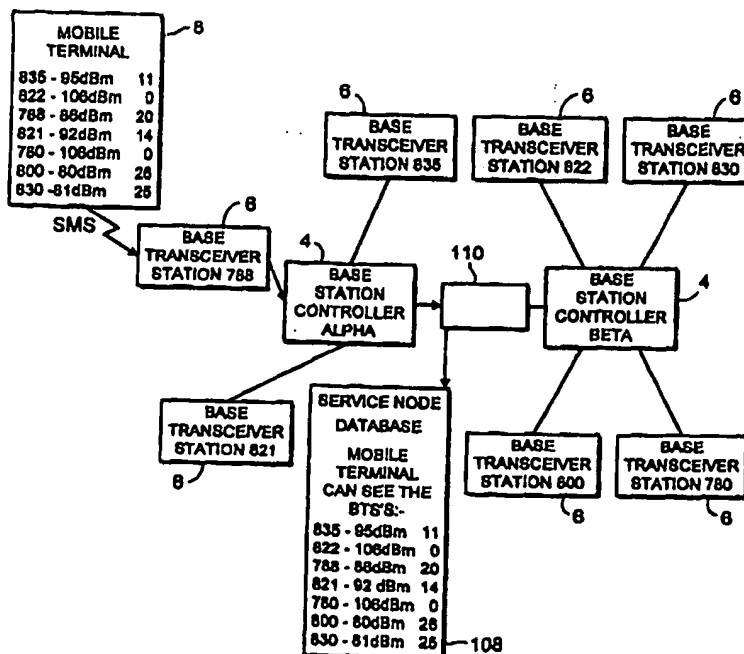 8
MOBILE
TERMINAL
835 - 95dBm 11
822 - 106dBm 0
788 - 86dBm 20
821 - 92dBm 14
780 - 106dBm 0
800 - 80dBm 26
830 - 81dBm 25
SMS
6
BASE
TRANSCEIVER
STATION 788
6
BASE
TRANSCEIVER
STATION 835
6
BASE
TRANSCEIVER
STATION 822
6
BASE
TRANSCEIVER
STATION 830
4
BASE
STATION
CONTROLLER
ALPHA
110
BASE
STATION
CONTROLLER
BETA
4
BASE
TRANSCEIVER
STATION 821
6
SERVICE NODE
DATABASE
MOBILE
TERMINAL
CAN SEE THE
BTS'S:-
835 - 95dBm 11
822 - 106dBm 0
788 - 86dBm 20
821 - 92 dBm 14
780 - 106dBm 0
800 - 80dBm 26
830 - 81dBm 25
108
BASE
TRANSCEIVER
STATION 800
6
BASE
TRANSCEIVER
STATION 780
6